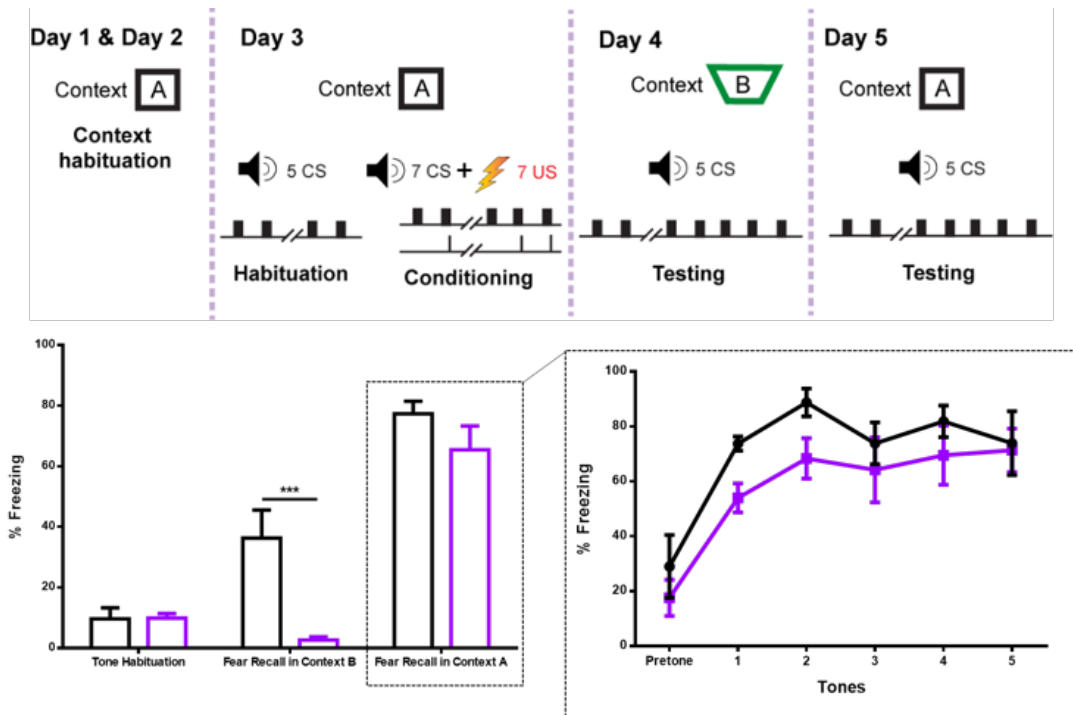 Day 1 & Day 2
Context A
Context
habituation
Day 3
Context A
5 CS
7 CS + 7 US
Habituation
Conditioning
Day 4
Context B
5 CS
Testing
Day 5
Context A
5 CS
Testing
% Freezing
100
80
60
40
20
0
***
Tone Habituation
Fear Recall in Context B
Fear Recall in Context A
% Freezing
100
80
60
40
20
0
Pretone 1 2 3 4 5
Tones